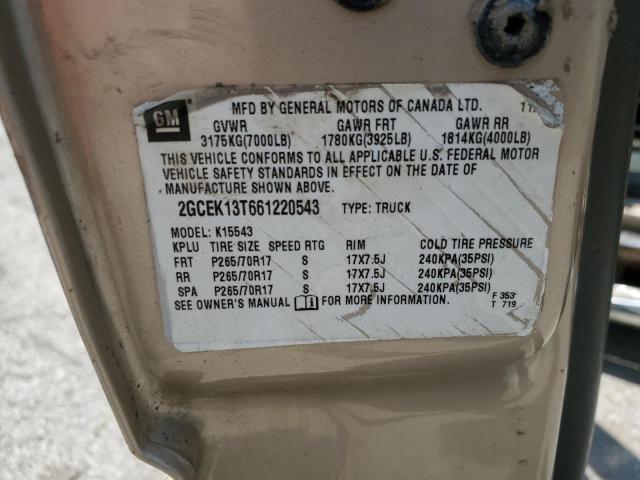 GM
MFD BY GENERAL MOTORS OF CANADA LTD.
GVWR GAWR FRT GAWR RR
3175KG(7000LB) 1780KG(3925LB) 1814KG(4000LB)
THIS VEHICLE CONFORMS TO ALL APPLICABLE U.S. FEDERAL MOTOR
VEHICLE SAFETY STANDARDS IN EFFECT ON THE DATE OF
MANUFACTURE SHOWN ABOVE.
2GCEK13T661220543 TYPE: TRUCK
MODEL: K15543
KPLU TIRE SIZE SPEED RTG RIM COLD TIRE PRESSURE
FRT P265/70R17 S 17X7.5J 240KPA(35PSI)
RR P265/70R17 S 17X7.5J 240KPA(35PSI)
SPA P265/70R17 S 17X7.5J 240KPA(35PSI)
SEE OWNER'S MANUAL FOR MORE INFORMATION.
F 353
T 719